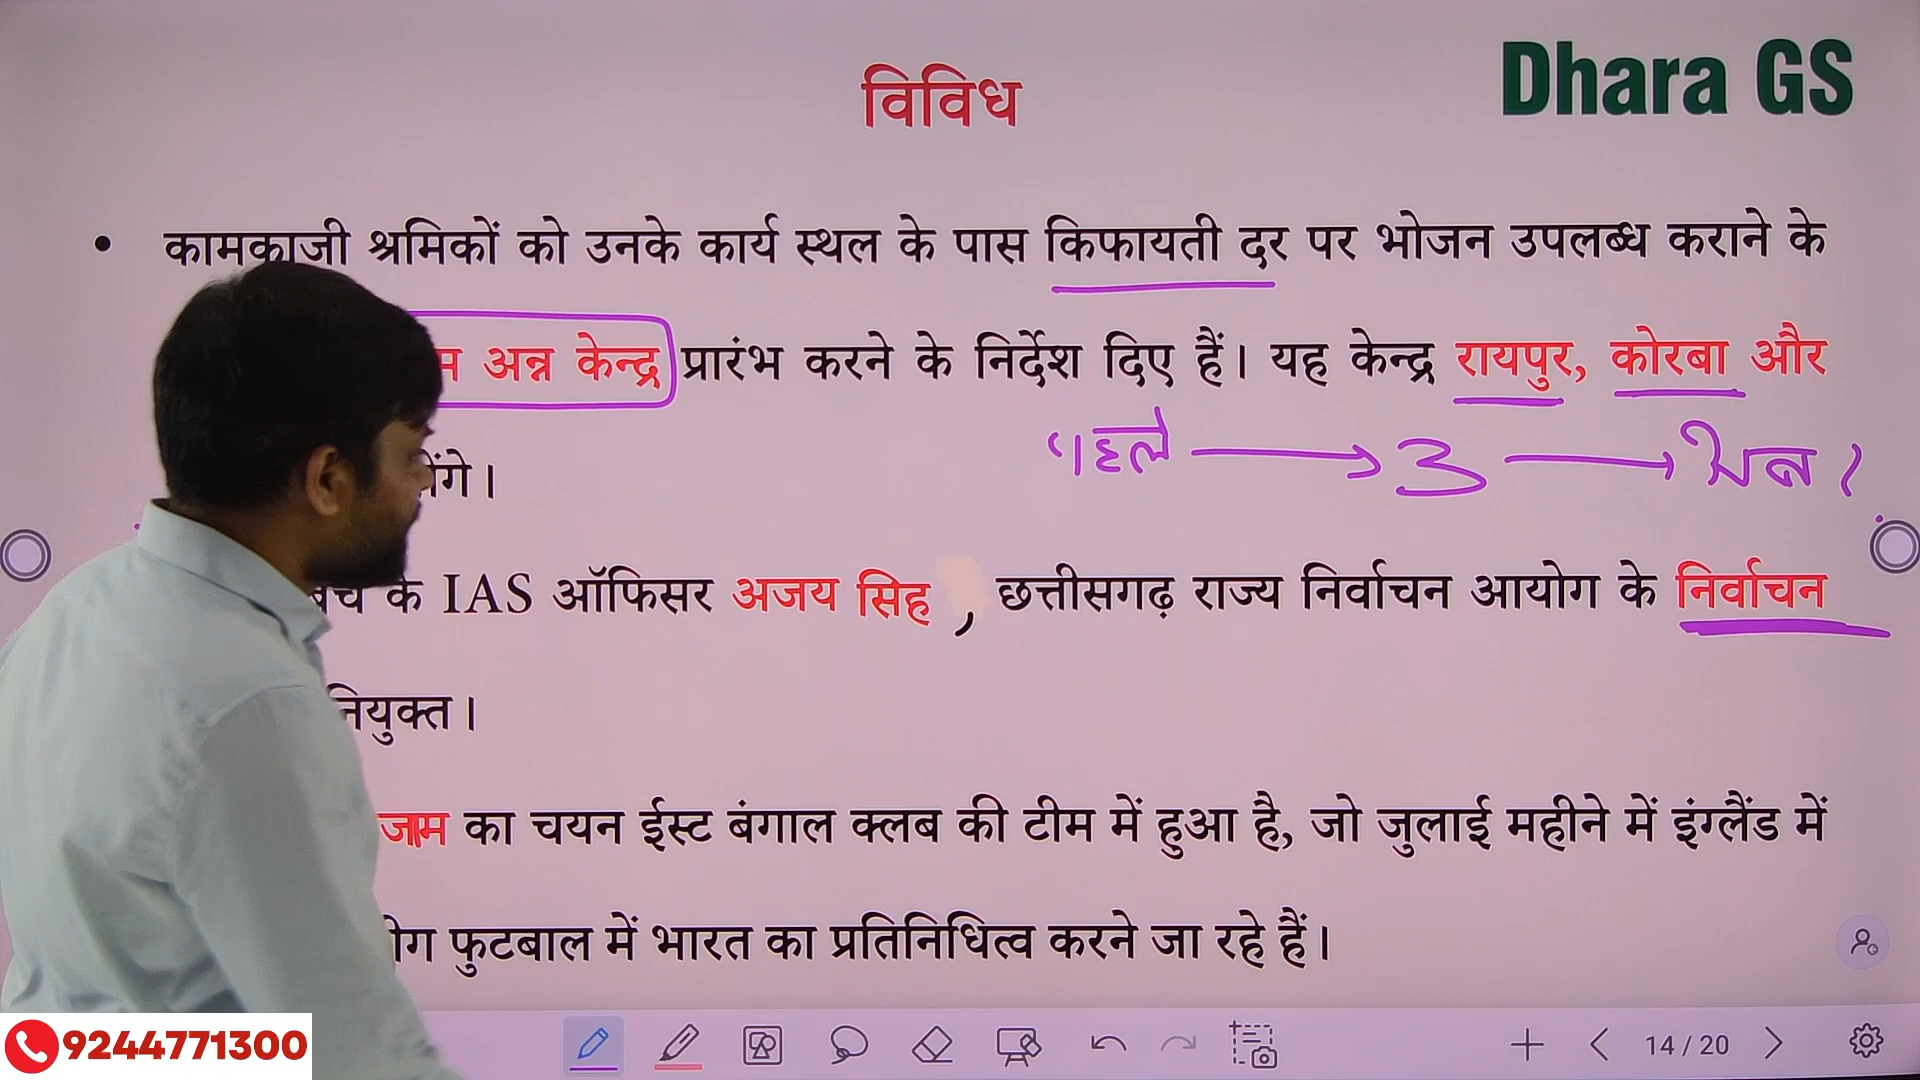 विविध
Dhara GS
• कामकाजी श्रमिकों को उनके कार्य स्थल के पास किफायती दर पर भोजन उपलब्ध कराने के
अन्न केन्द्र प्रारंभ करने के निर्देश दिए हैं। यह केन्द्र रायपुर, कोरबा और
पहले → 3 →
के IAS ऑफिसर अजय सिंह , छत्तीसगढ़ राज्य निर्वाचन आयोग के निर्वाचन
नियुक्त।
का चयन ईस्ट बंगाल क्लब की टीम में हुआ है, जो जुलाई महीने में इंग्लैंड में
फुटबाल में भारत का प्रतिनिधित्व करने जा रहे हैं।
9244771300
14 / 20